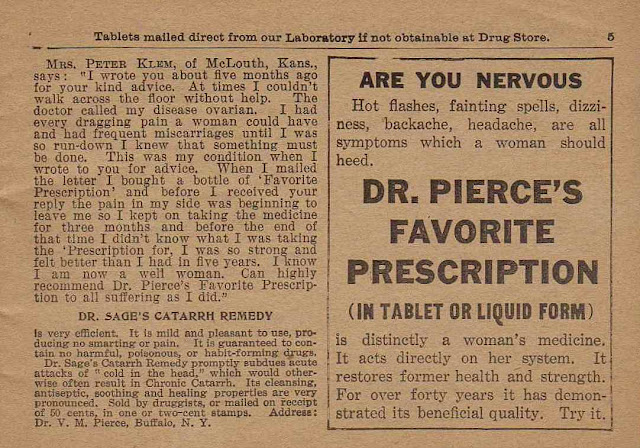 Tablets mailed direct from our Laboratory if not obtainable at Drug Store. 5
MRS. PETER KLEM, of McLouth, Kans.,
says: "I wrote you about five months ago
for your kind advice. At times I couldn't
walk across the floor without help. The
doctor called my disease ovarian. I had
every dragging pain a woman could have
and had frequent miscarriages until I was
so run-down I knew that something must
be done. This was my condition when I
wrote to you for advice. When I mailed
the letter I bought a bottle of 'Favorite
Prescription' and before I received your
reply the pain in my side was beginning to
leave me so I kept on taking the medicine
for three months and before the end of
that time I didn't know what I was taking
the 'Prescription for, I was so strong and
felt better than I had in five years. I know
I am now a well woman. Can highly
recommend Dr. Pierce's Favorite Prescrip-
tion to all suffering as I did."
DR. SAGE'S CATARRH REMEDY
is very efficient. It is mild and pleasant to use, pro-
ducing no smarting or pain. It is guaranteed to con-
tain no harmful, poisonous, or habit-forming drugs.
Dr. Sage's Catarrh Remedy promptly subdues acute
attacks of "cold in the head," which would other-
wise often result in Chronic Catarrh. Its cleansing,
antiseptic, soothing and healing properties are very
pronounced. Sold by druggists, or mailed on receipt
of 50 cents, in one or two-cent stamps. Address:
Dr. V. M. Pierce, Buffalo, N. Y.
ARE YOU NERVOUS
Hot flashes, fainting spells, dizzi-
ness, backache, headache, are all
symptoms which a woman should
heed.
DR. PIERCE'S
FAVORITE
PRESCRIPTION
(IN TABLET OR LIQUID FORM)
is distinctly a woman's medicine.
It acts directly on her system. It
restores former health and strength.
For over forty years it has demon-
strated its beneficial quality. Try it.